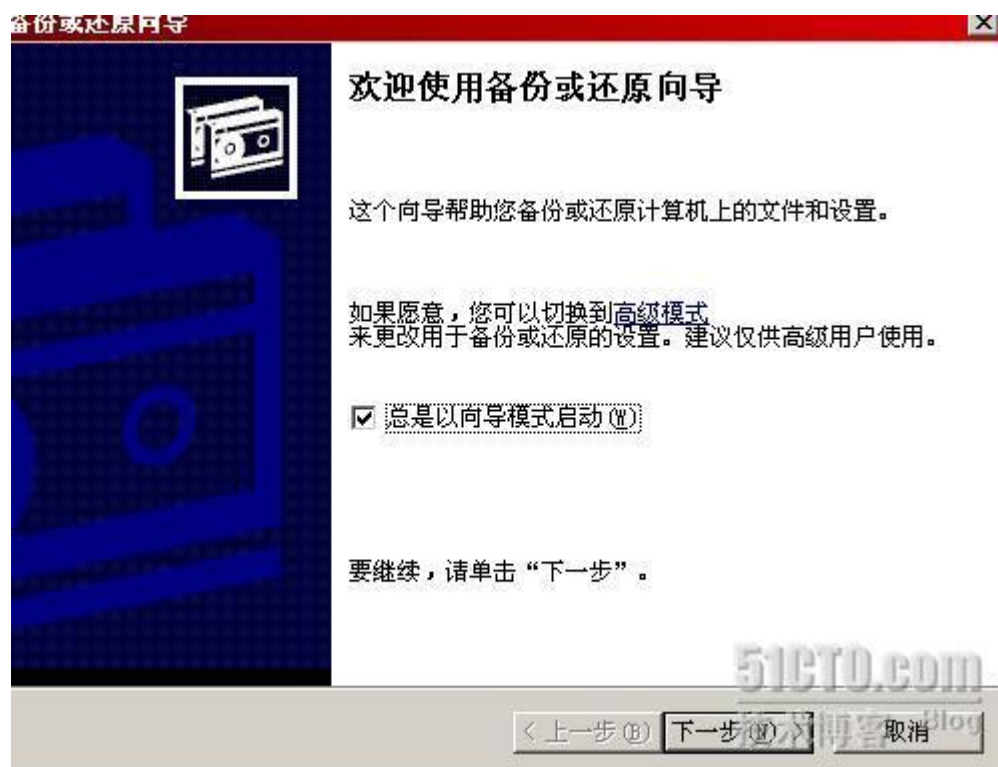 备份或还原向导
欢迎使用备份或还原向导
这个向导帮助您备份或还原计算机上的文件和设置。
如果愿意，您可以切换到高级模式
来更改用于备份或还原的设置。建议仅供高级用户使用。
总是以向导模式启动(W)
要继续，请单击“下一步”。
51CTO.com
技术博客 Blog
< 上一步(B) 下一步(N) > 取消